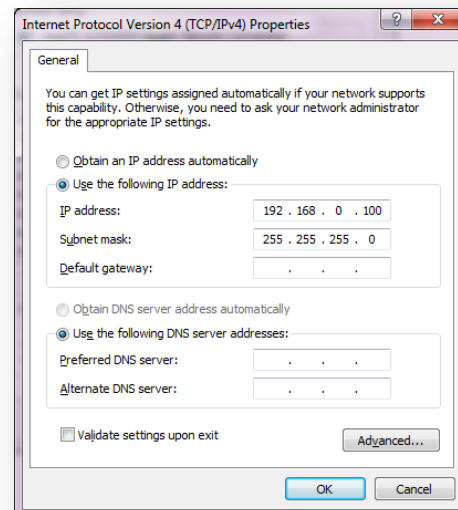 Internet Protocol Version 4 (TCP/IPv4) Properties
General
You can get IP settings assigned automatically if your network supports
this capability. Otherwise, you need to ask your network administrator
for the appropriate IP settings.
Obtain an IP address automatically
Use the following IP address:
IP address: 192 . 168 . 0 . 100
Subnet mask: 255 . 255 . 255 . 0
Default gateway: . . .
Obtain DNS server address automatically
Use the following DNS server addresses:
Preferred DNS server: . . .
Alternate DNS server: . . .
Validate settings upon exit
Advanced...
OK Cancel